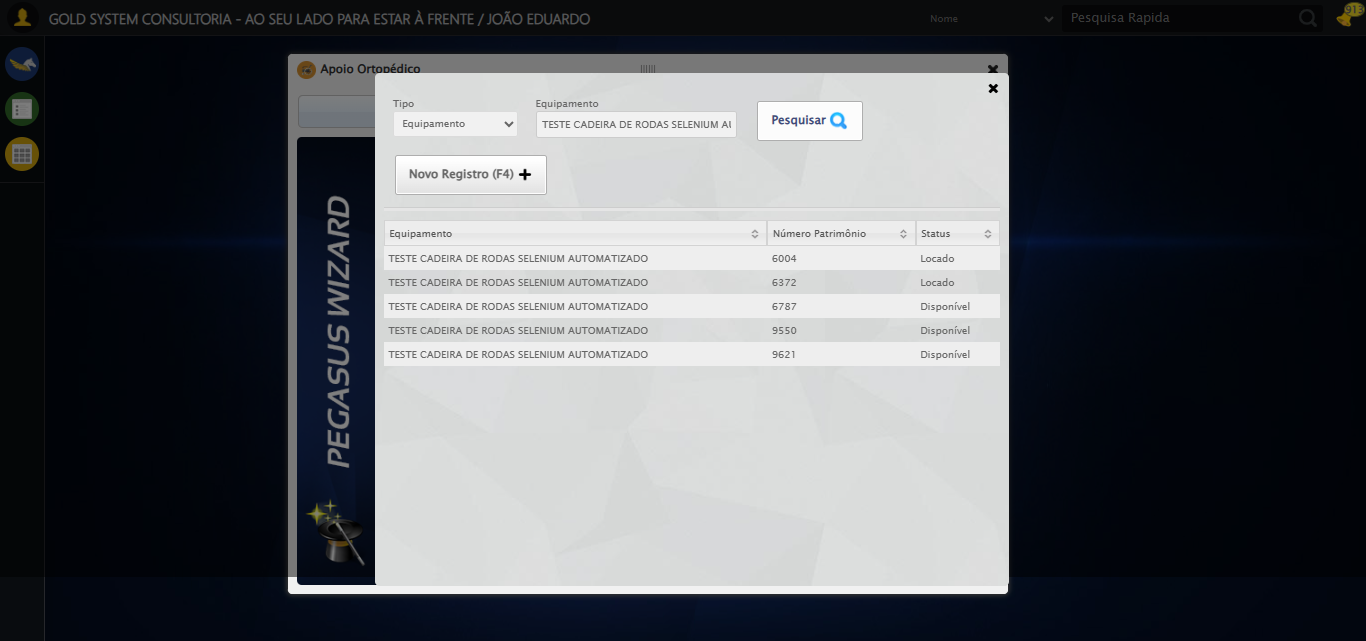 GOLD SYSTEM CONSULTORIA - AO SEU LADO PARA ESTAR À FRENTE / JOÃO EDUARDO
Nome
Pesquisa Rapida
913
Apoio Ortopédico
Tipo
Equipamento
Equipamento
TESTE CADEIRA DE RODAS SELENIUM AU
Pesquisar
Novo Registro (F4)
PEGASUS WIZARD
Equipamento Número Patrimônio Status
TESTE CADEIRA DE RODAS SELENIUM AUTOMATIZADO 6004 Locado
TESTE CADEIRA DE RODAS SELENIUM AUTOMATIZADO 6372 Locado
TESTE CADEIRA DE RODAS SELENIUM AUTOMATIZADO 6787 Disponível
TESTE CADEIRA DE RODAS SELENIUM AUTOMATIZADO 9550 Disponível
TESTE CADEIRA DE RODAS SELENIUM AUTOMATIZADO 9621 Disponível